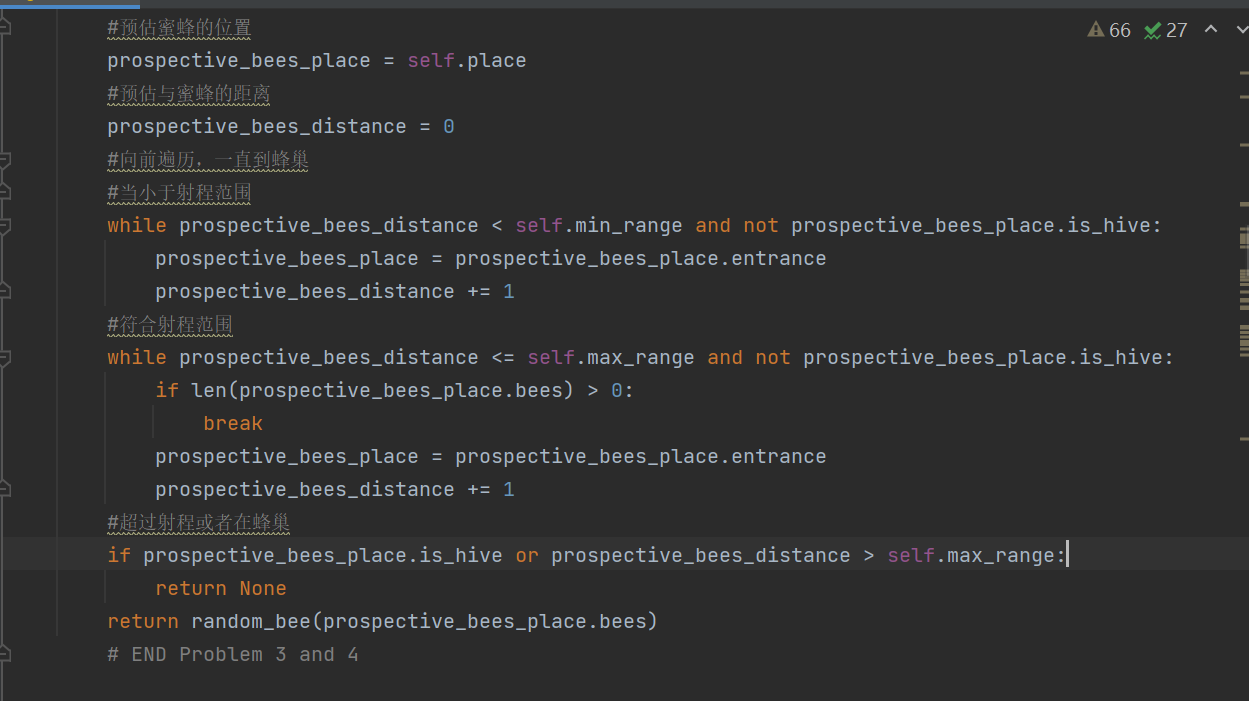 66 27
#预估蜜蜂的位置
prospective_bees_place = self.place
#预估与蜜蜂的距离
prospective_bees_distance = 0
#向前遍历，一直到蜂巢
#当小于射程范围
while prospective_bees_distance < self.min_range and not prospective_bees_place.is_hive:
    prospective_bees_place = prospective_bees_place.entrance
    prospective_bees_distance += 1
#符合射程范围
while prospective_bees_distance <= self.max_range and not prospective_bees_place.is_hive:
    if len(prospective_bees_place.bees) > 0:
        break
    prospective_bees_place = prospective_bees_place.entrance
    prospective_bees_distance += 1
#超过射程或者在蜂巢
if prospective_bees_place.is_hive or prospective_bees_distance > self.max_range:
    return None
return random_bee(prospective_bees_place.bees)
# END Problem 3 and 4